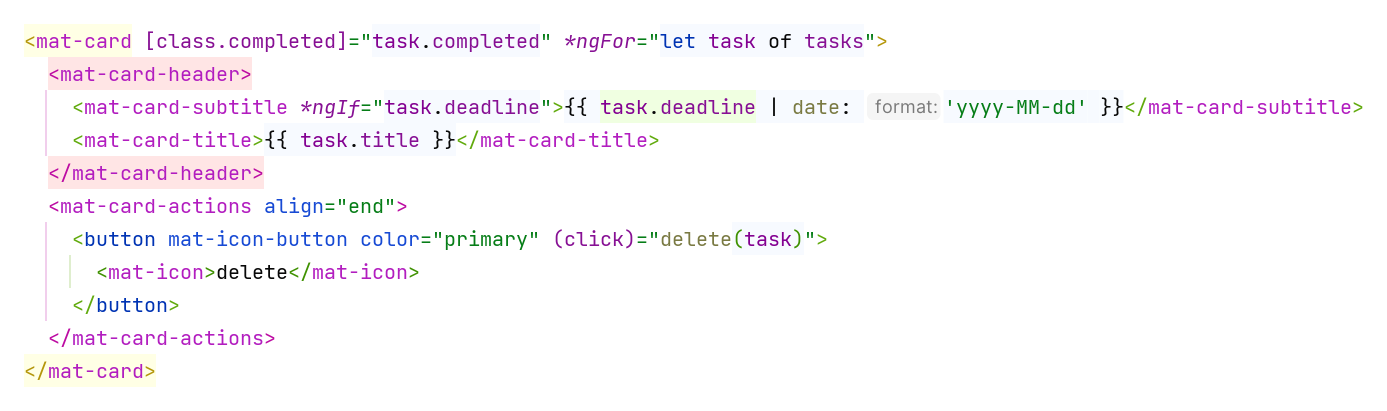 <mat-card [class.completed]="task.completed" *ngFor="let task of tasks">
<mat-card-header>
<mat-card-subtitle *ngIf="task.deadline">{{ task.deadline | date: format: 'yyyy-MM-dd' }}</mat-card-subtitle>
<mat-card-title>{{ task.title }}</mat-card-title>
</mat-card-header>
<mat-card-actions align="end">
<button mat-icon-button color="primary" (click)="delete(task)">
<mat-icon>delete</mat-icon>
</button>
</mat-card-actions>
</mat-card>